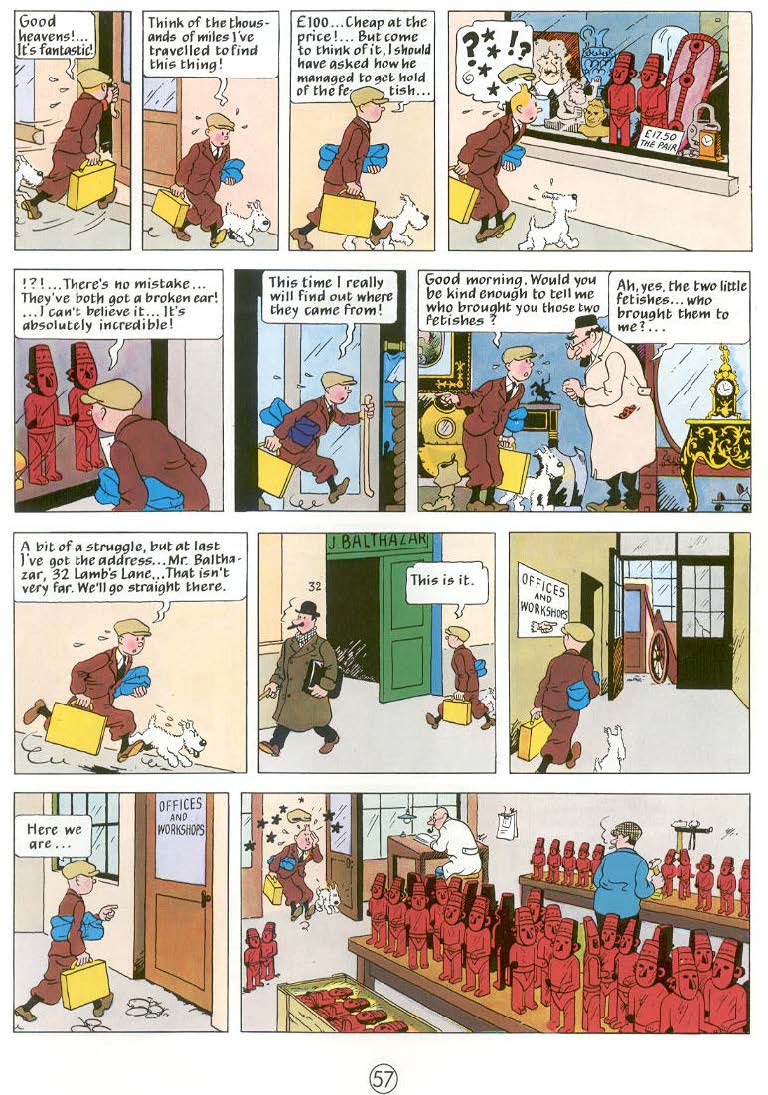 Good
heavens!...
It's fantastic!
Think of the thous-
ands of miles I've
travelled to find
this thing!
£100...Cheap at the
price!... But come
to think of it, I should
have asked how he
managed to get hold
of the fe tish...
? !?
£17.50
THE PAIR
!?!...There's no mistake...
They've both got a broken ear!
...I can't believe it... It's
absolutely incredible!
This time I really
will find out where
they came from!
Good morning. Would you
be kind enough to tell me
who brought you those two
fetishes?
Ah, yes, the two little
fetishes... who
brought them to
me?...
A bit of a struggle, but at last
I've got the address...Mr. Baltha-
zar, 32 Lamb's Lane...That isn't
very far. We'll go straight there.
J. BALTHAZAR
32
This is it.
OFFICES
AND
WORKSHOPS
Here we
are...
OFFICES
AND
WORKSHOPS
57